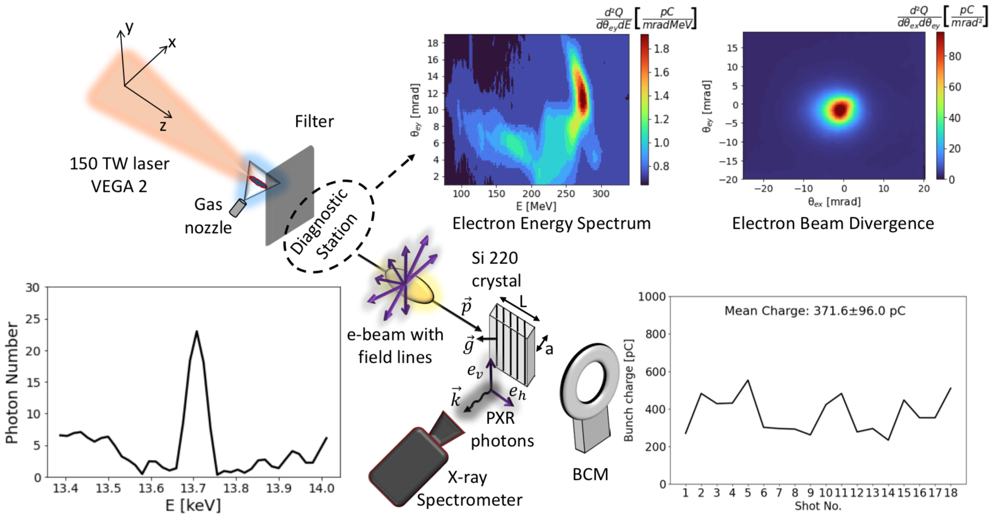 y
x
z
150 TW laser
VEGA 2
Gas
nozzle
Filter
Diagnostic
Station
d²Q
dθeydE
[pC
mradMeV]
18
16
14
12
10
8
6
4
2
θey [mrad]
100 150 200 250 300
E [MeV]
1.8
1.6
1.4
1.2
1.0
0.8
Electron Energy Spectrum
d²Q
dθexdθey
[pC
mrad²]
15
10
5
0
−5
−10
−15
−20
θey [mrad]
−20 −10 0 10 20
θex [mrad]
80
60
40
20
0
Electron Beam Divergence
e-beam with
field lines
p⃗
g⃗
Si 220
crystal
L
a
ev
eh
k⃗
PXR
photons
X-ray
Spectrometer
BCM
30
25
20
15
10
5
0
Photon Number
13.4 13.5 13.6 13.7 13.8 13.9 14.0
E [keV]
Mean Charge: 371.6±96.0 pC
1000
800
600
400
200
0
Bunch charge [pC]
1 2 3 4 5 6 7 8 9 10 11 12 13 14 15 16 17 18
Shot No.